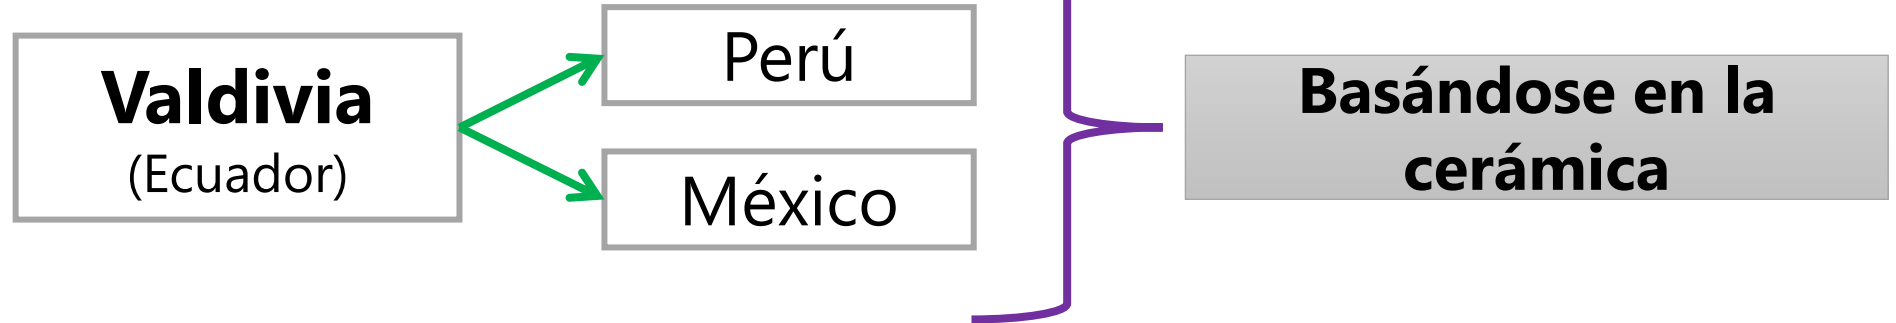 Valdivia
(Ecuador)
Perú
México
Basándose en la
cerámica